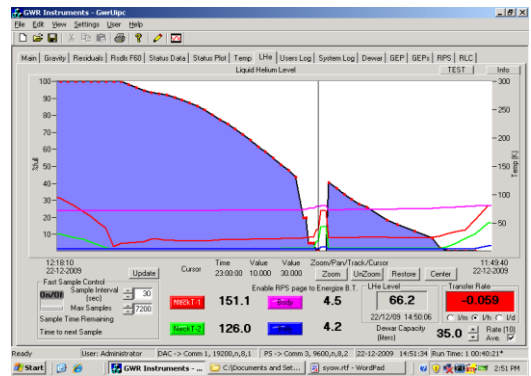 GWR Instruments - GwrUipc
File Edit View Settings User Help
Main Gravity Residuals Rsdls F60 Status Data Status Plot Temp LHe Users Log System Log Dewar GEP GEPs RPS RLC
Liquid Helium Level TEST Info
100 300
90
80 250
70
60 200
50 150
40
30 100
20
10 50
%full
Temp [K]
12:18:10 Time Value Value Zoom/Pan/Track/Cursor 11:49:40
22-12-2009 Update Cursor 23:00:00 10.000 30.000 Zoom UnZoom Restore Center 22-12-2009
Fast Sample Control Enable RPS page to Energize B.T. LHe Level Transfer Rate
On/Off Sample Interval (sec) 30 NeckT-1 151.1 Body 4.5 66.2 -0.059
Max Samples 7200 22/12/09 14:50:06 l/m l/h l/d
Sample Time Remaining
Time to next Sample NeckT-2 126.0 4.2 Dewar Capacity (liters) 35.0 Rate (10) Ave.
Ready User: Administrator DAC -> Comm 1, 19200,n,8,1 PS -> Comm 3, 9600,n,8,2 22-12-2009 14:51:34 Run Time: 1 00:40:21*
Start GWR Instruments - ... C:\Documents and Set... syow.rtf - WordPad 2:51 PM